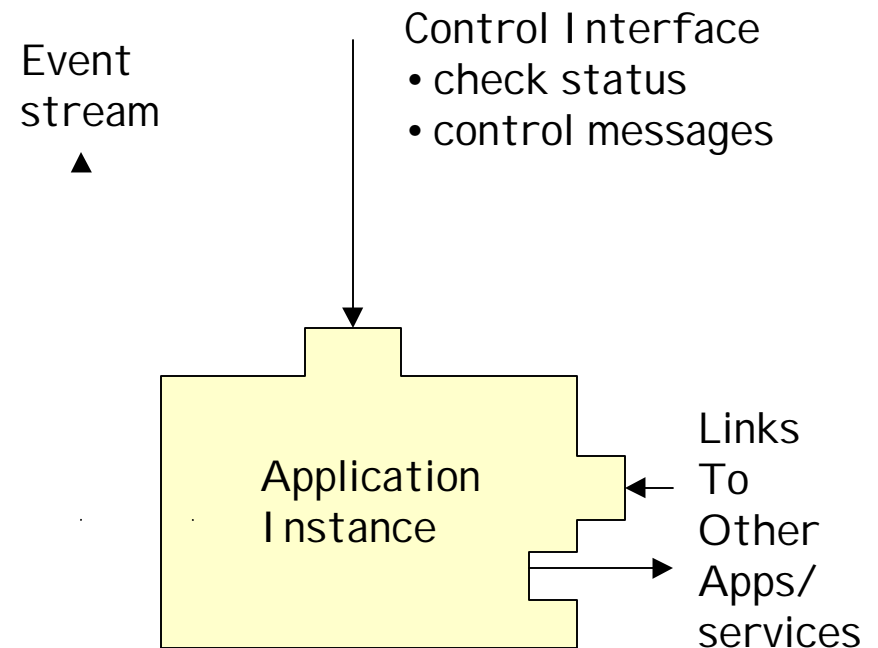 Event
stream
Control Interface
• check status
• control messages
Application
Instance
Links
To
Other
Apps/
services